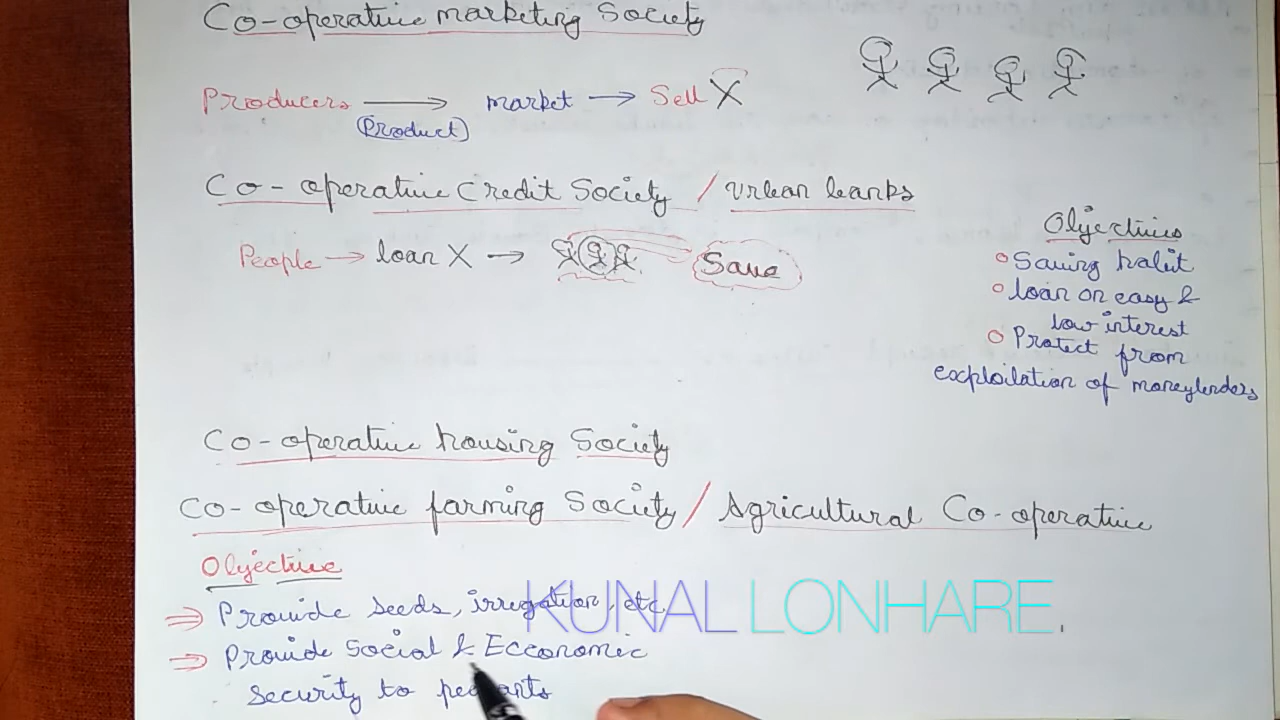 Co-operative marketing Society
Producers → market → Sell X
(Product)
Co-operative Credit Society / Urban banks
People → loan X → Save
Objectives
Saving habit
loan on easy &
low interest
Protect from
exploitation of moneylenders
Co-operative housing Society
Co-operative farming Society / Agricultural Co-operative
Objective
⇒ Provide seeds, irrigation, etc.
⇒ Provide Social & Ecconomic
Security to
KUNAL LONHARE.